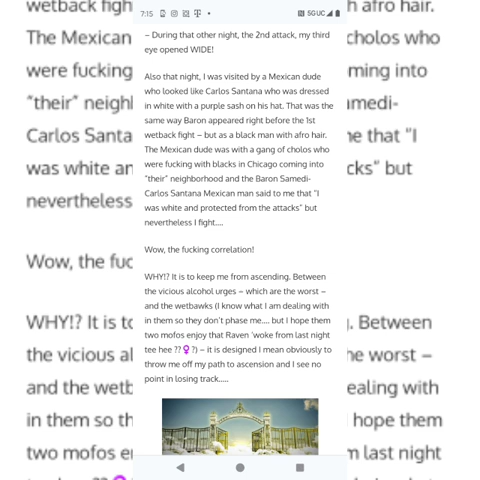 7:15
5G UC
– During that other night, the 2nd attack, my third
eye opened WIDE!
Also that night, I was visited by a Mexican dude
who looked like Carlos Santana who was dressed
in white with a purple sash on his hat. That was the
same way Baron appeared right before the 1st
wetback fight – but as a black man with afro hair.
The Mexican dude was with a gang of cholos who
were fucking with blacks in Chicago coming into
"their" neighborhood and the Baron Samedi-
Carlos Santana Mexican man said to me that "I
was white and protected from the attacks" but
nevertheless I fight....
Wow, the fucking correlation!
WHY!? It is to keep me from ascending. Between
the vicious alcohol urges – which are the worst –
and the wetbawks (I know what I am dealing with
in them so they don't phase me.... but I hope them
two mofos enjoy that Raven 'woke from last night
tee hee ?? ♀ ?) – it is designed I mean obviously to
throw me off my path to ascension and I see no
point in losing track.....